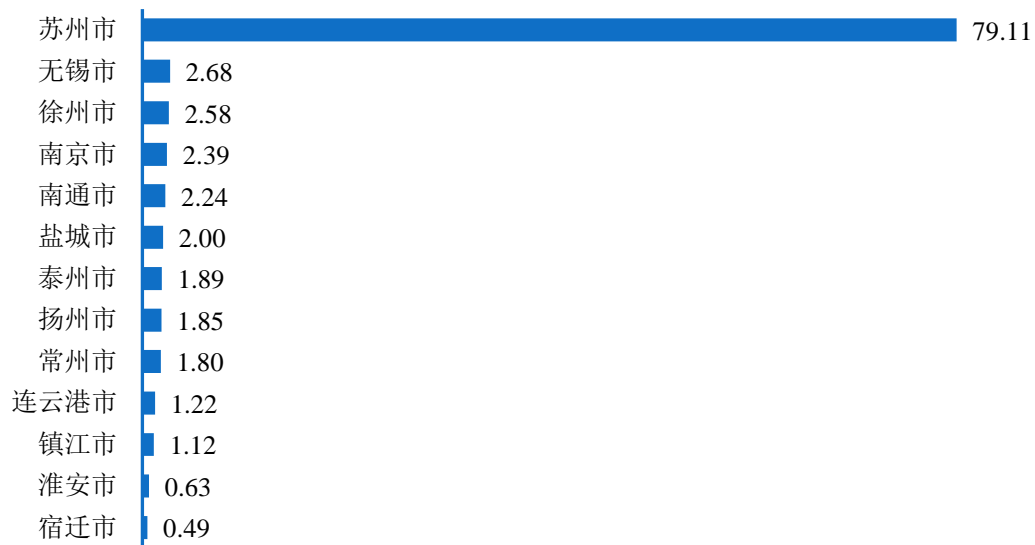 苏州市 79.11
无锡市 2.68
徐州市 2.58
南京市 2.39
南通市 2.24
盐城市 2.00
泰州市 1.89
扬州市 1.85
常州市 1.80
连云港市 1.22
镇江市 1.12
淮安市 0.63
宿迁市 0.49